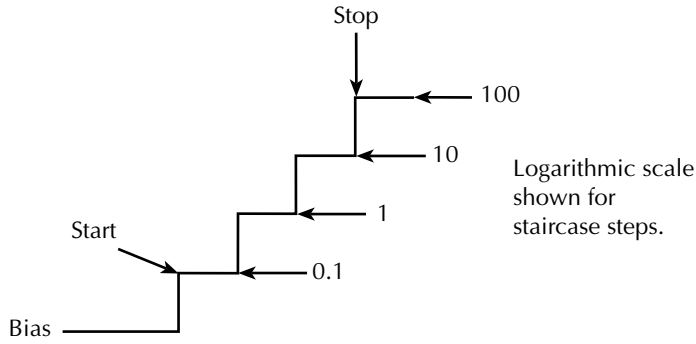 Stop
100
10
Logarithmic scale
shown for
staircase steps.
1
Start
0.1
Bias